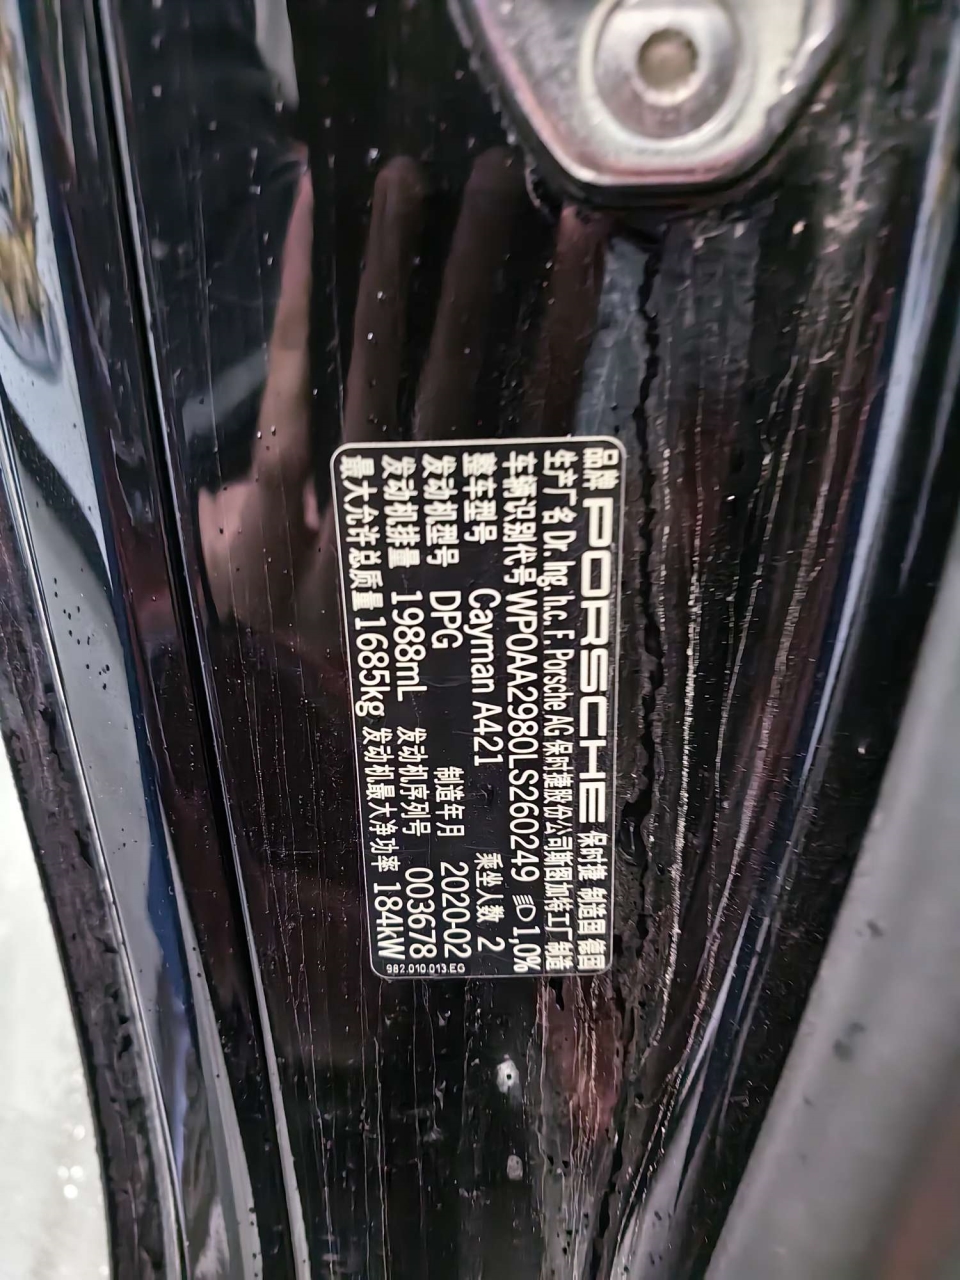 品牌 PORSCHE 保时捷 制造国 德国
生产厂名 Dr. Ing. h.c. F. Porsche AG 保时捷股份公司斯图加特工厂制造
车辆识别代号 WP0AA2980LS260249 1,0%
整车型号 Cayman A421 乘坐人数 2
发动机型号 DPG 制造年月 2020-02
发动机排量 1988mL 发动机序列号 003678
最大允许总质量 1685kg 发动机最大净功率 184kW
982.010.013.EG